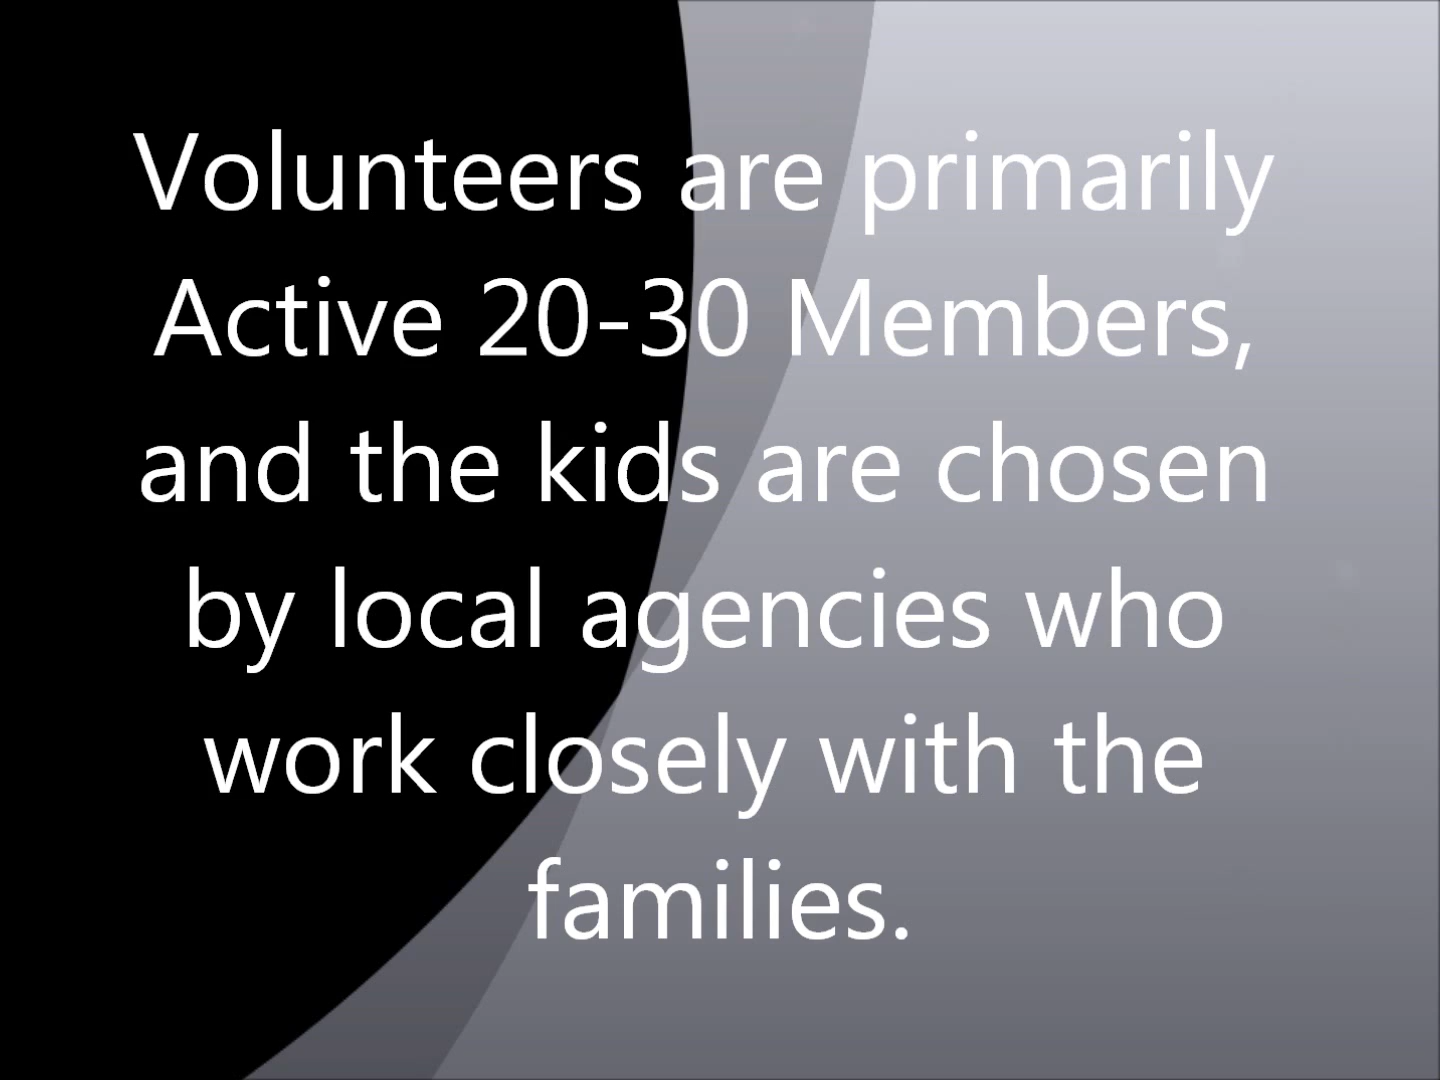 Volunteers are primarily
Active 20-30 Members,
and the kids are chosen
by local agencies who
work closely with the
families.